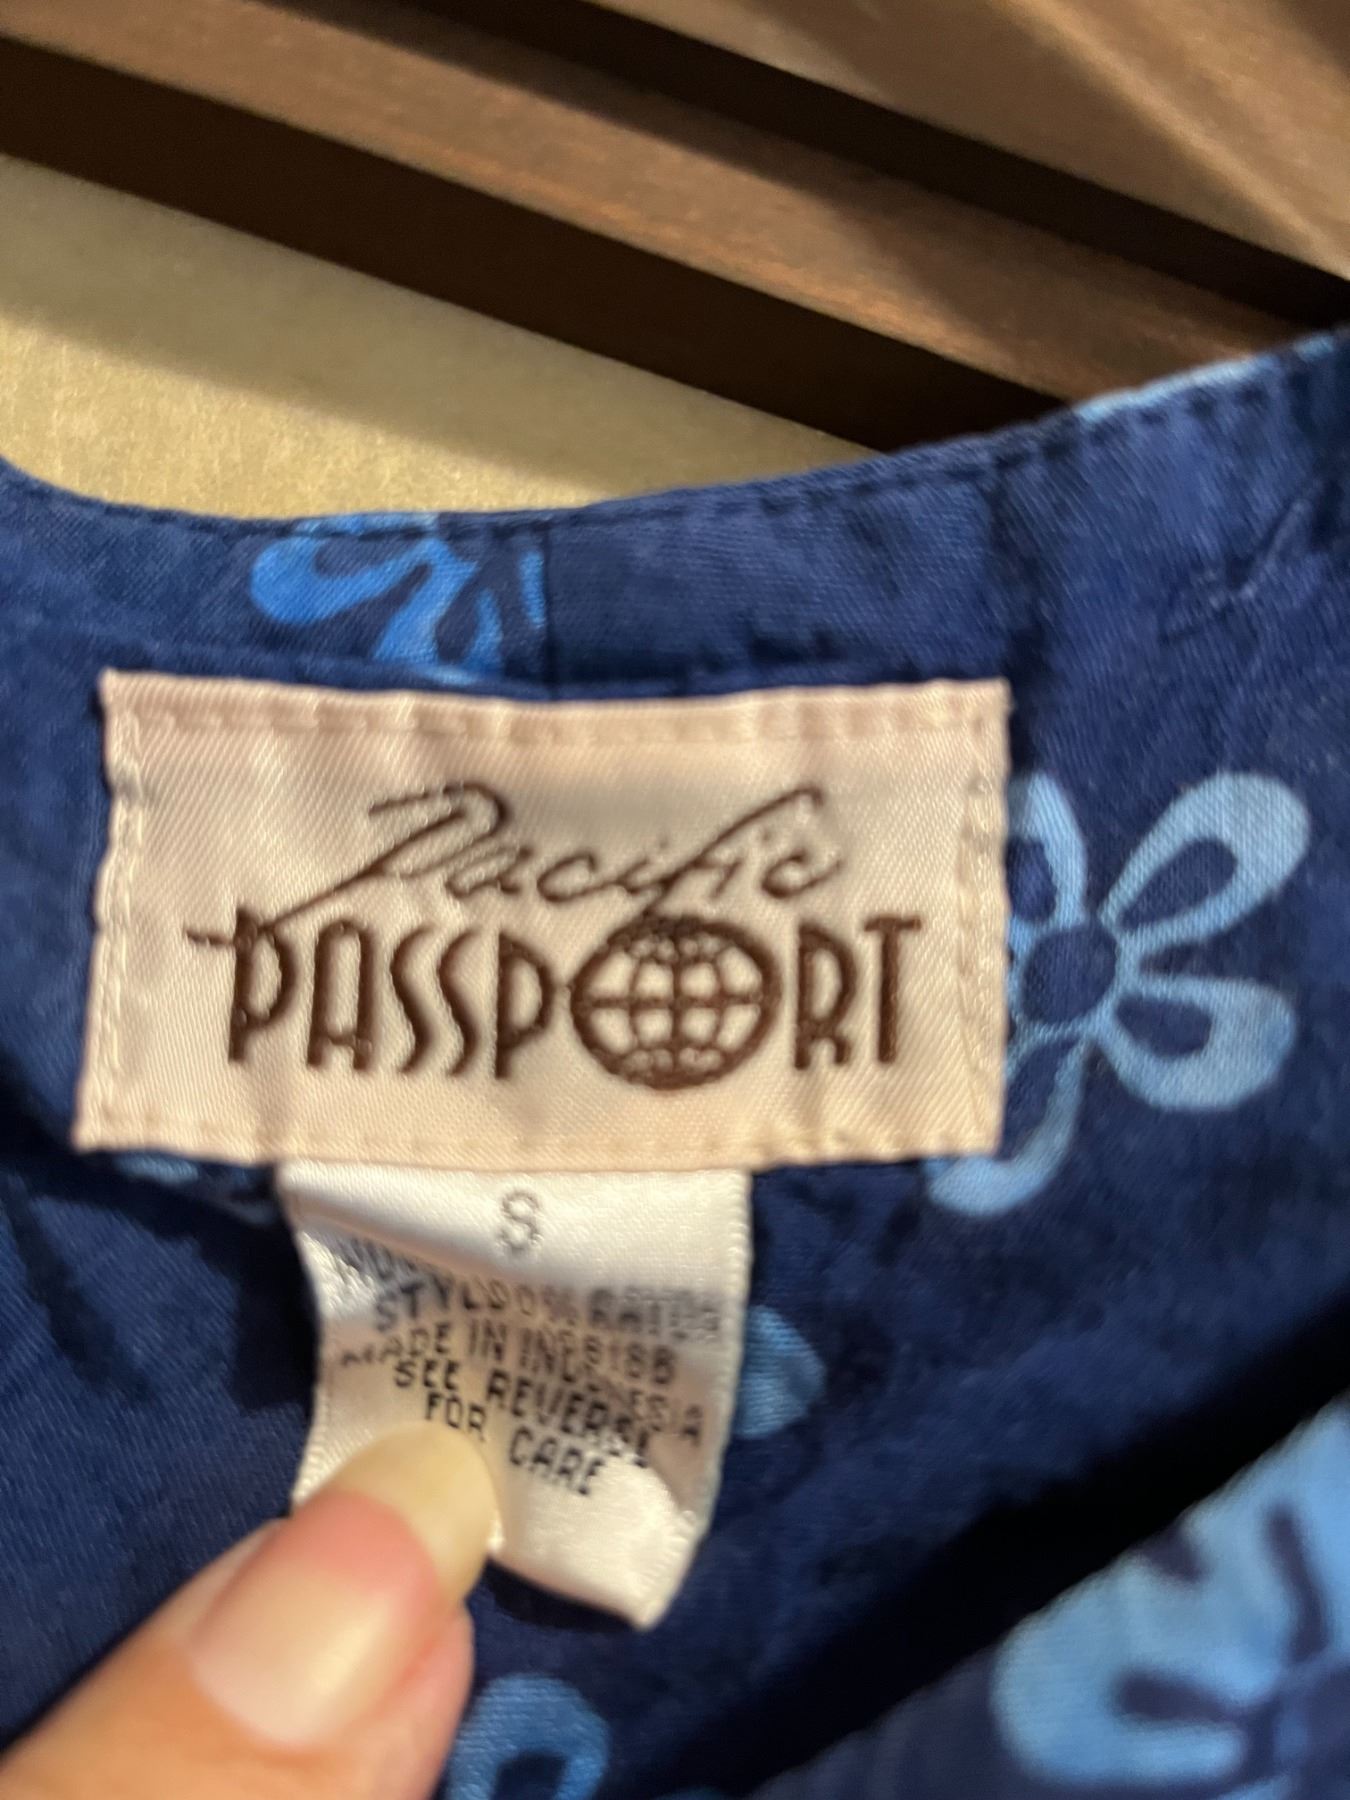 Pacific
PASSPORT
S
MADE IN INDONESIA
SEE REVERSE
FOR CARE